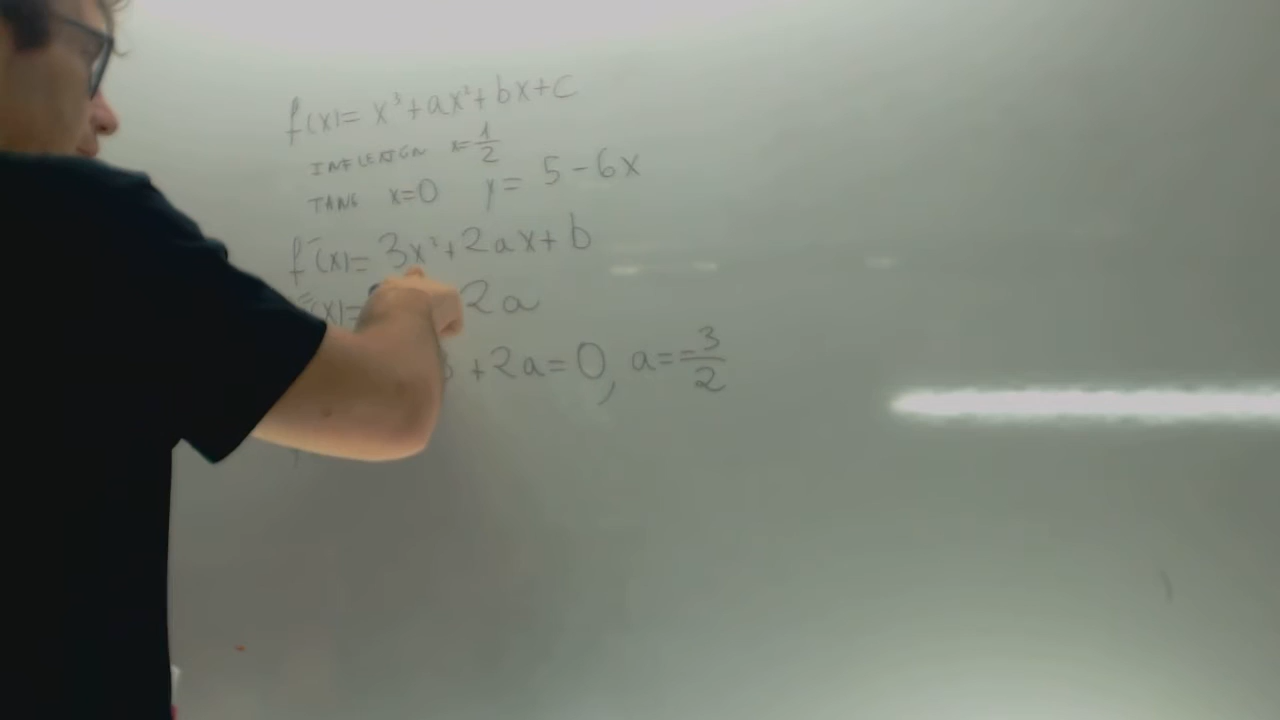 f(x)= x³+ax²+bx+c
INFLEXION x=1/2
TANG x=0 y= 5-6x
f'(x)= 3x²+2ax+b
f''(x)= 2a
+2a=0, a=-3/2